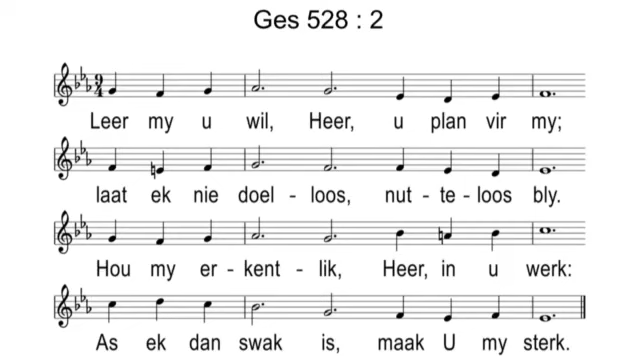 Ges 528 : 2
Leer my u wil, Heer, u plan vir my;
laat ek nie doel - loos, nut - te - loos bly.
Hou my er - kent - lik, Heer, in u werk:
As ek dan swak is, maak U my sterk.